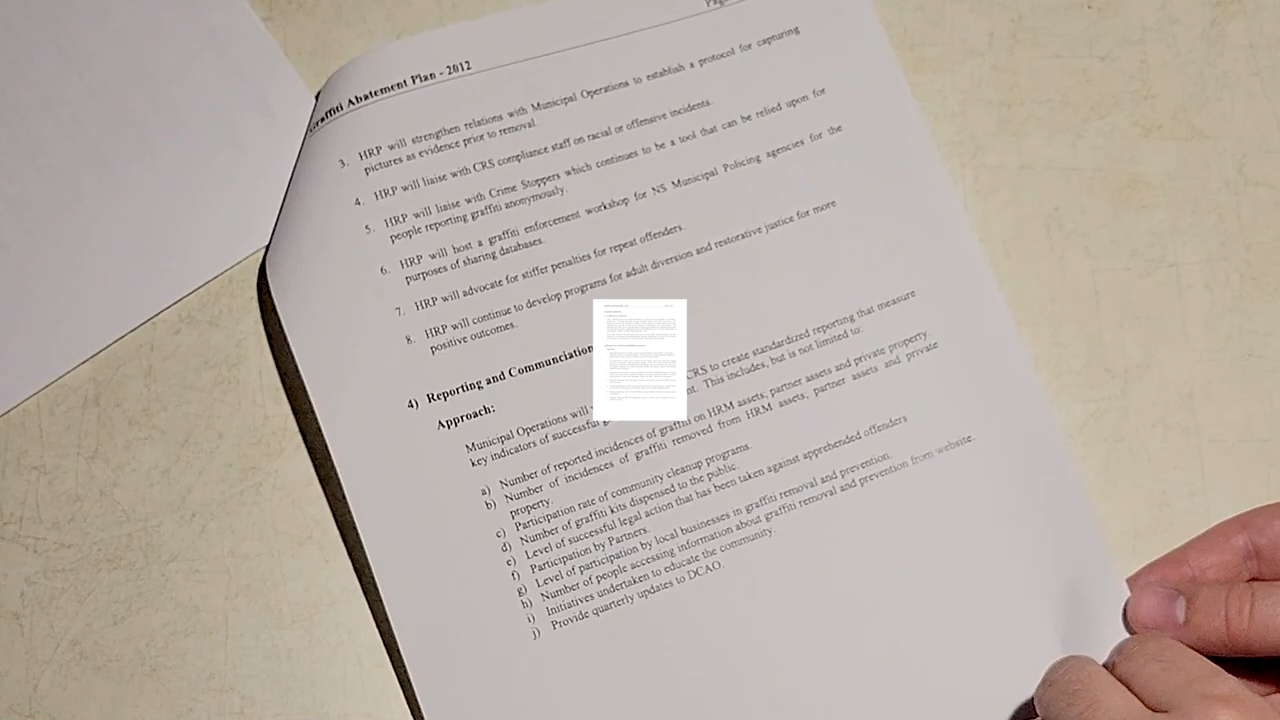 Graffiti Abatement Plan - 2012
3. HRP will strengthen relations with Municipal Operations to establish a protocol for capturing
pictures as evidence prior to removal.
4. HRP will liaise with CRS compliance staff on racial or offensive incidents.
5. HRP will liaise with Crime Stoppers which continues to be a tool that can be relied upon for
people reporting graffiti anonymously.
6. HRP will host a graffiti enforcement workshop for NS Municipal Policing agencies for the
purposes of sharing databases.
7. HRP will advocate for stiffer penalties for repeat offenders.
8. HRP will continue to develop programs for adult diversion and restorative justice for more
positive outcomes.
4) Reporting and Communciation
Approach:
Municipal Operations will CRS to create standardized reporting that measure
key indicators of successful This includes, but is not limited to:
a) Number of reported incidences of graffiti on HRM assets, partner assets and private property.
b) Number of incidences of graffiti removed from HRM assets, partner assets and private
property.
c) Participation rate of community cleanup programs.
d) Number of graffiti kits dispensed to the public.
e) Level of successful legal action that has been taken against apprehended offenders
f) Participation by Partners.
g) Level of participation by local businesses in graffiti removal and prevention.
h) Number of people accessing information about graffiti removal and prevention from website.
i) Initiatives undertaken to educate the community.
j) Provide quarterly updates to DCAO.